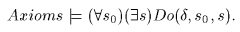 Axioms ⊨ (∀s₀)(∃s)Do(δ, s₀, s).